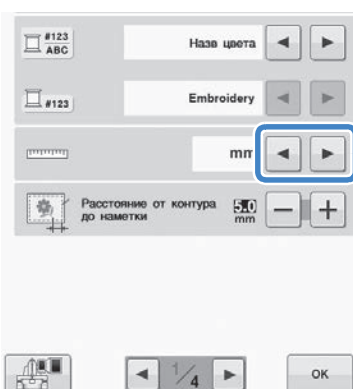 #123
ABC
Назв цвета
#123
Embroidery
mm
Расстояние от контура
до наметки
5.0
mm
1/4
OK